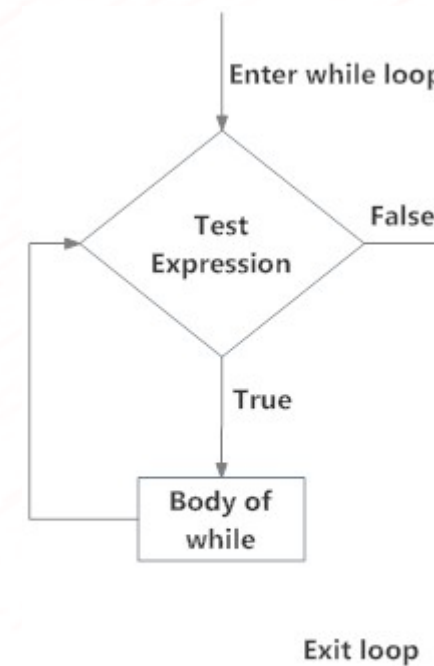 Enter while loop
Test
Expression
False
True
Body of
while
Exit loop